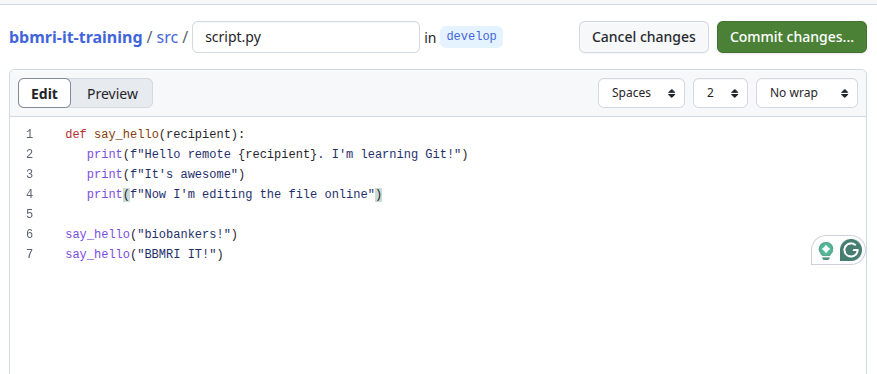 bbmri-it-training / src / script.py in develop Cancel changes Commit changes...
Edit Preview Spaces 2 No wrap
1 def say_hello(recipient):
2    print(f"Hello remote {recipient}. I'm learning Git!")
3    print(f"It's awesome")
4    print(f"Now I'm editing the file online")
5
6 say_hello("biobankers!")
7 say_hello("BBMRI IT!")